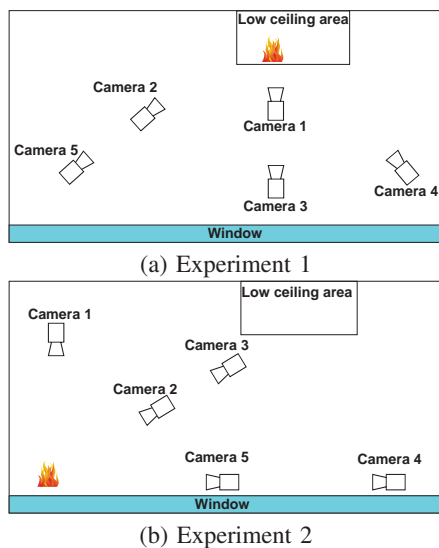 Low ceiling area
Camera 2
Camera 1
Camera 5
Camera 4
Camera 3
Window
(a) Experiment 1
Low ceiling area
Camera 1
Camera 3
Camera 2
Camera 5
Camera 4
Window
(b) Experiment 2